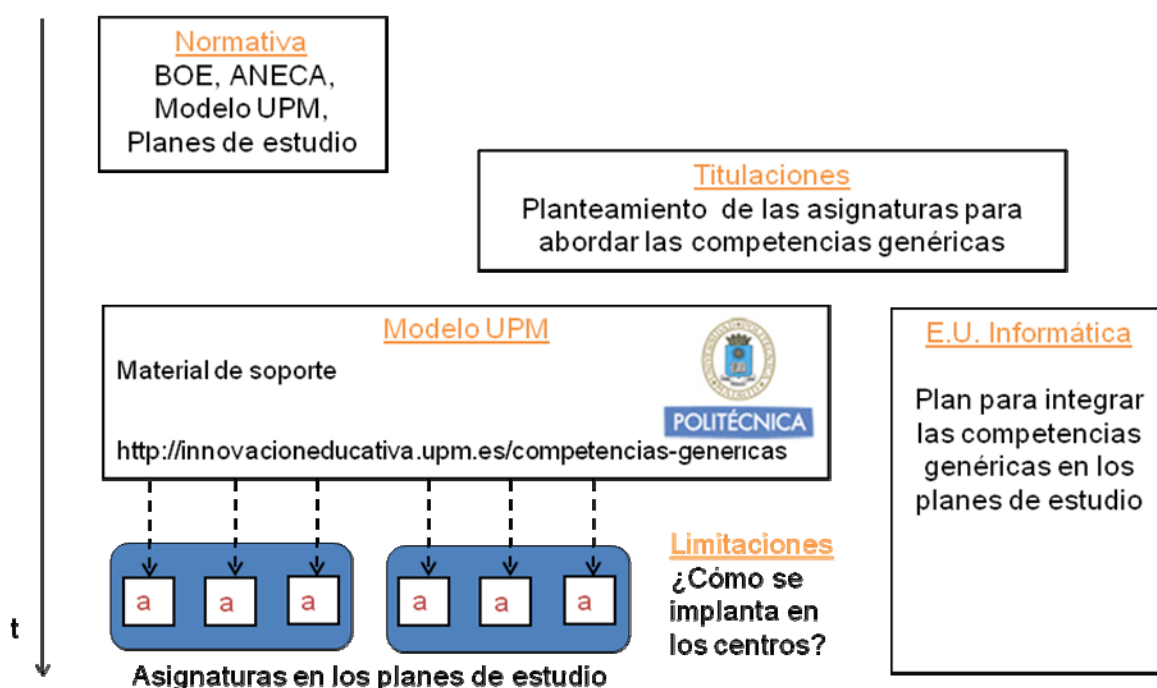 Normativa
BOE, ANECA,
Modelo UPM,
Planes de estudio
Titulaciones
Planteamiento de las asignaturas para
abordar las competencias genéricas
Modelo UPM
Material de soporte
POLITÉCNICA
http://innovacioneducativa.upm.es/competencias-genericas
E.U. Informática
Plan para integrar
las competencias
genéricas en los
planes de estudio
a a a a a a
Limitaciones
¿Cómo se
implanta en
los centros?
t
Asignaturas en los planes de estudio